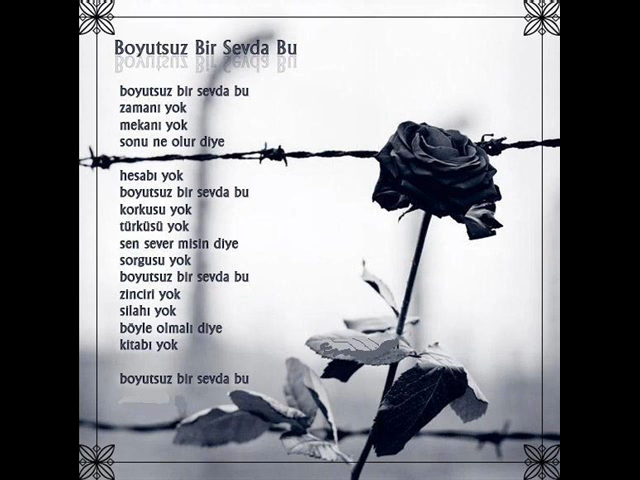 Boyutsuz Bir Sevda Bu
boyutsuz bir sevda bu
zamanı yok
mekanı yok
sonu ne olur diye
hesabı yok
boyutsuz bir sevda bu
korkusu yok
türküsü yok
sen sever misin diye
sorgusu yok
boyutsuz bir sevda bu
zinciri yok
silahı yok
böyle olmalı diye
kitabı yok
boyutsuz bir sevda bu